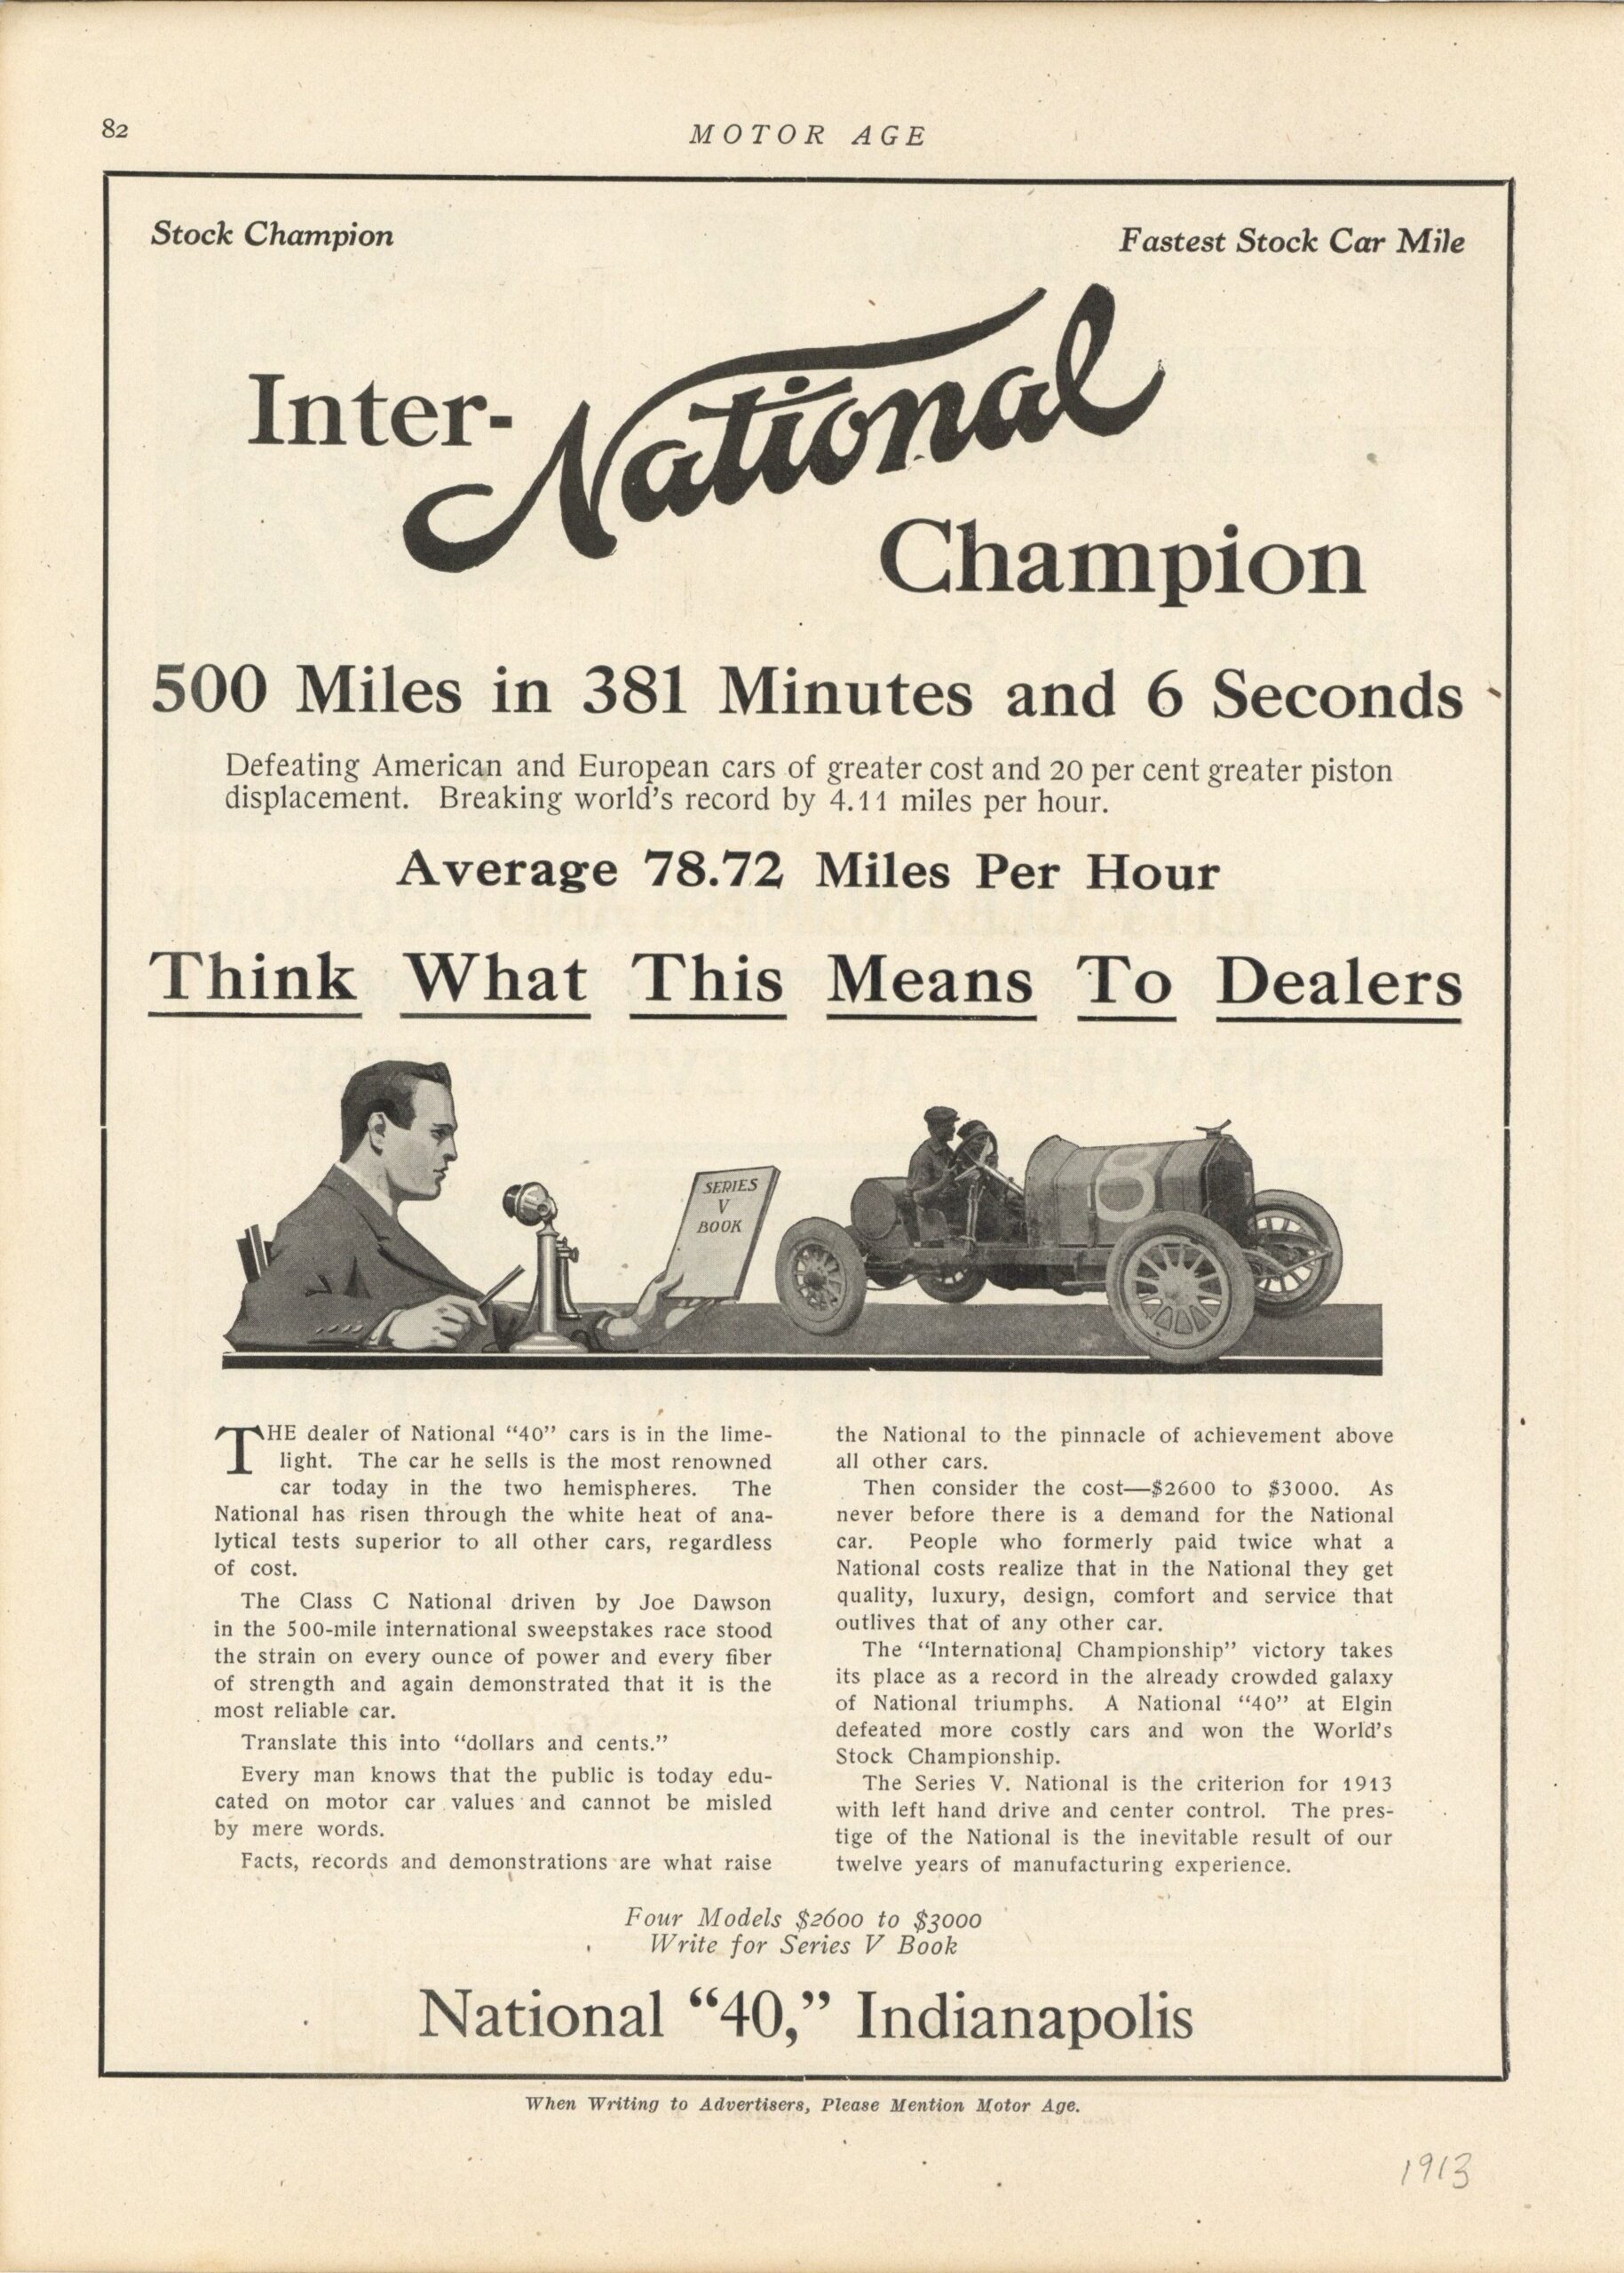 82
MOTOR AGE
Stock Champion
Fastest Stock Car Mile
Inter-National
Champion
500 Miles in 381 Minutes and 6 Seconds
Defeating American and European cars of greater cost and 20 per cent greater piston
displacement. Breaking world's record by 4.11 miles per hour.
Average 78.72 Miles Per Hour
Think What This Means To Dealers
SERIES
V
BOOK
8
THE dealer of National “40” cars is in the lime-
light. The car he sells is the most renowned
car today in the two hemispheres. The
National has risen through the white heat of ana-
lytical tests superior to all other cars, regardless
of cost.
The Class C National driven by Joe Dawson
in the 500-mile international sweepstakes race stood
the strain on every ounce of power and every fiber
of strength and again demonstrated that it is the
most reliable car.
Translate this into “dollars and cents.”
Every man knows that the public is today edu-
cated on motor car values and cannot be misled
by mere words.
Facts, records and demonstrations are what raise
the National to the pinnacle of achievement above
all other cars.
Then consider the cost—$2600 to $3000. As
never before there is a demand for the National
car. People who formerly paid twice what a
National costs realize that in the National they get
quality, luxury, design, comfort and service that
outlives that of any other car.
The “International Championship” victory takes
its place as a record in the already crowded galaxy
of National triumphs. A National “40” at Elgin
defeated more costly cars and won the World's
Stock Championship.
The Series V. National is the criterion for 1913
with left hand drive and center control. The pres-
tige of the National is the inevitable result of our
twelve years of manufacturing experience.
Four Models $2600 to $3000
Write for Series V Book
National “40,” Indianapolis
When Writing to Advertisers, Please Mention Motor Age.
1913